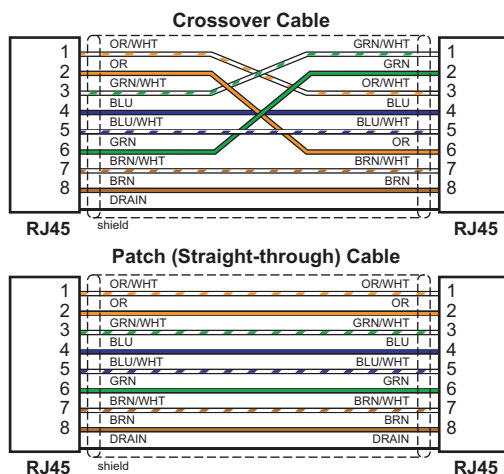 Crossover Cable
1 OR/WHT GRN/WHT 1
2 OR GRN 2
3 GRN/WHT OR/WHT 3
4 BLU BLU 4
5 BLU/WHT BLU/WHT 5
6 GRN OR 6
7 BRN/WHT BRN/WHT 7
8 BRN BRN 8
DRAIN
RJ45 shield RJ45
Patch (Straight-through) Cable
1 OR/WHT OR/WHT 1
2 OR OR 2
3 GRN/WHT GRN/WHT 3
4 BLU BLU 4
5 BLU/WHT BLU/WHT 5
6 GRN GRN 6
7 BRN/WHT BRN/WHT 7
8 BRN BRN 8
DRAIN DRAIN
RJ45 shield RJ45